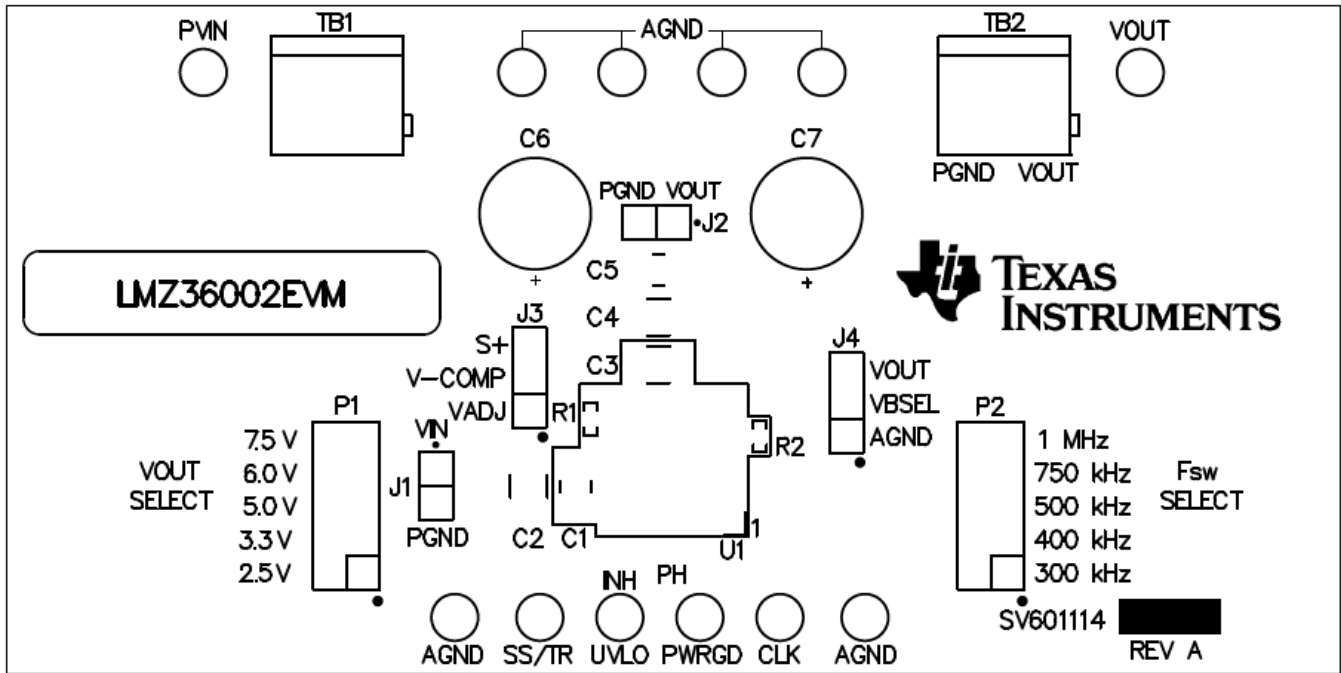 PVIN
TB1
AGND
TB2
VOUT
C6
C7
PGND VOUT
PGND VOUT
J2
C5
LMZ36002EVM
TEXAS
INSTRUMENTS
J3
C4
J4
S+
VOUT
V-COMP
C3
VBSEL
P1
VADJ
R1
P2
VIN
AGND
7.5 V
R2
1 MHz
VOUT
SELECT
6.0 V
750 kHz
Fsw
SELECT
J1
5.0 V
500 kHz
3.3 V
PGND
C2
C1
1
U1
400 kHz
2.5 V
300 kHz
INH
PH
SV601114
AGND
SS/TR
UVLO
PWRGD
CLK
AGND
REV A
+
+